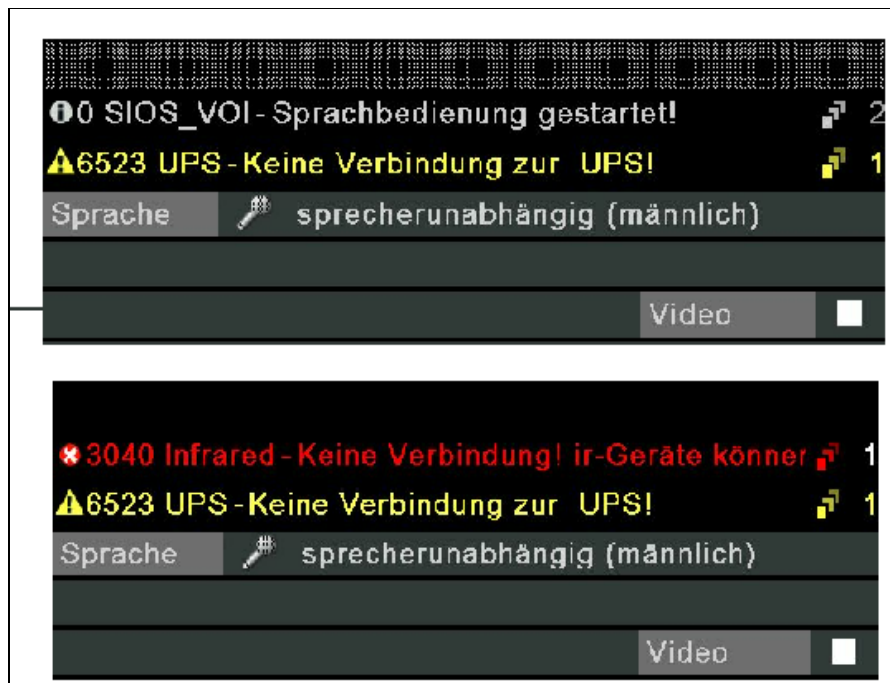 0 SIOS_VOI-Sprachbedienung gestartet! 2
6523 UPS-Keine Verbindung zur UPS! 1
Sprache sprecherunabhängig (männlich)
Video
3040 Infrared-Keine Verbindung! ir-Geräte könner 1
6523 UPS-Keine Verbindung zur UPS! 1
Sprache sprecherunabhängig (männlich)
Video